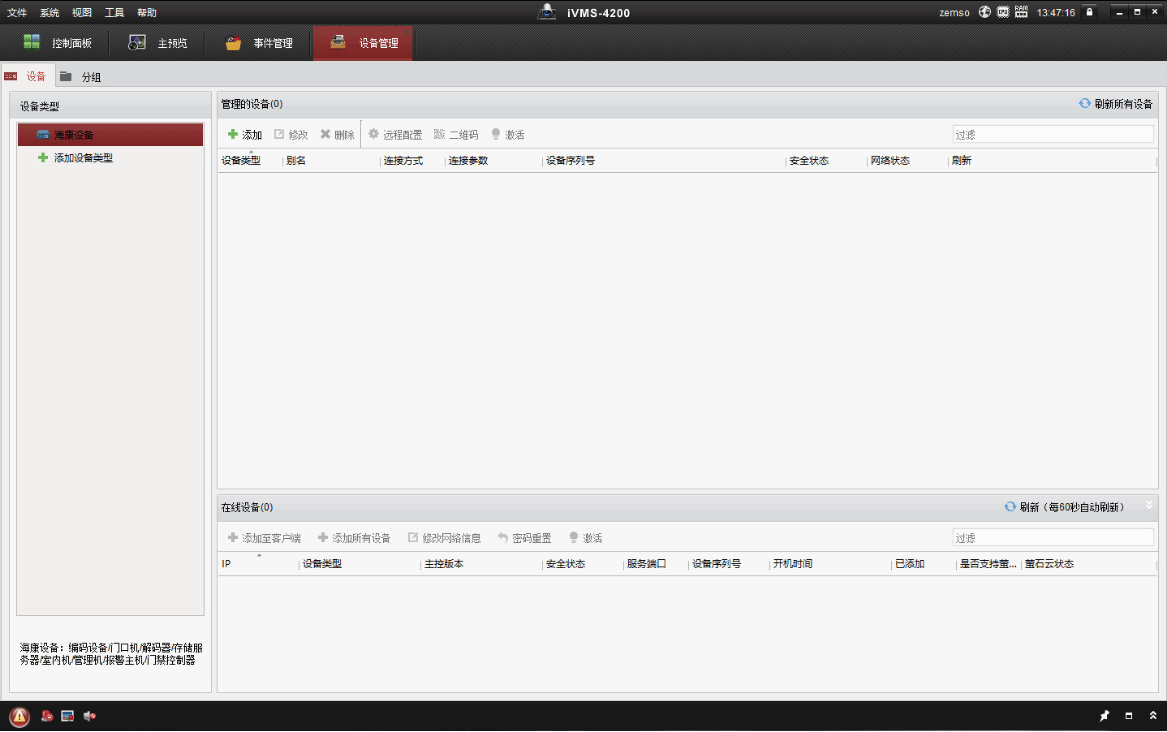 文件 系统 视图 工具 帮助 iVMS-4200 zemso CPU RAM 13:47:16
控制面板 主预览 事件管理 设备管理
设备 分组
设备类型
海康设备
添加设备类型
海康设备：编码设备/门口机/解码器/存储服
务器/室内机/管理机/报警主机/门禁控制器
管理的设备(0) 刷新所有设备
添加 修改 删除 远程配置 二维码 激活 过滤
设备类型 别名 连接方式 连接参数 设备序列号 安全状态 网络状态 刷新
在线设备(0) 刷新（每60秒自动刷新）
添加至客户端 添加所有设备 修改网络信息 密码重置 激活 过滤
IP 设备类型 主控版本 安全状态 服务端口 设备序列号 开机时间 已添加 是否支持萤... 萤石云状态